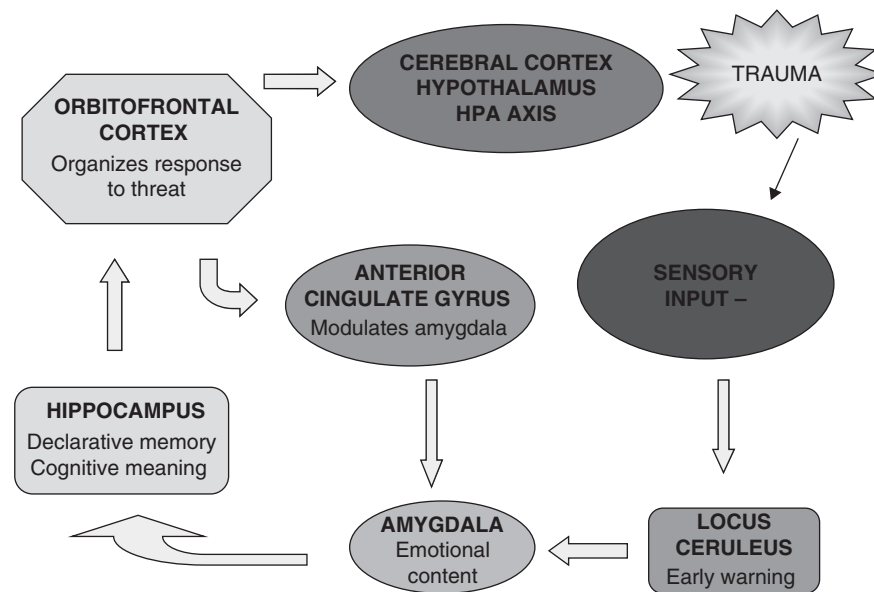 ORBITOFRONTAL
CORTEX
Organizes response
to threat
CEREBRAL CORTEX
HYPOTHALAMUS
HPA AXIS
TRAUMA
ANTERIOR
CINGULATE GYRUS
Modulates amygdala
SENSORY
INPUT –
HIPPOCAMPUS
Declarative memory
Cognitive meaning
AMYGDALA
Emotional
content
LOCUS
CERULEUS
Early warning